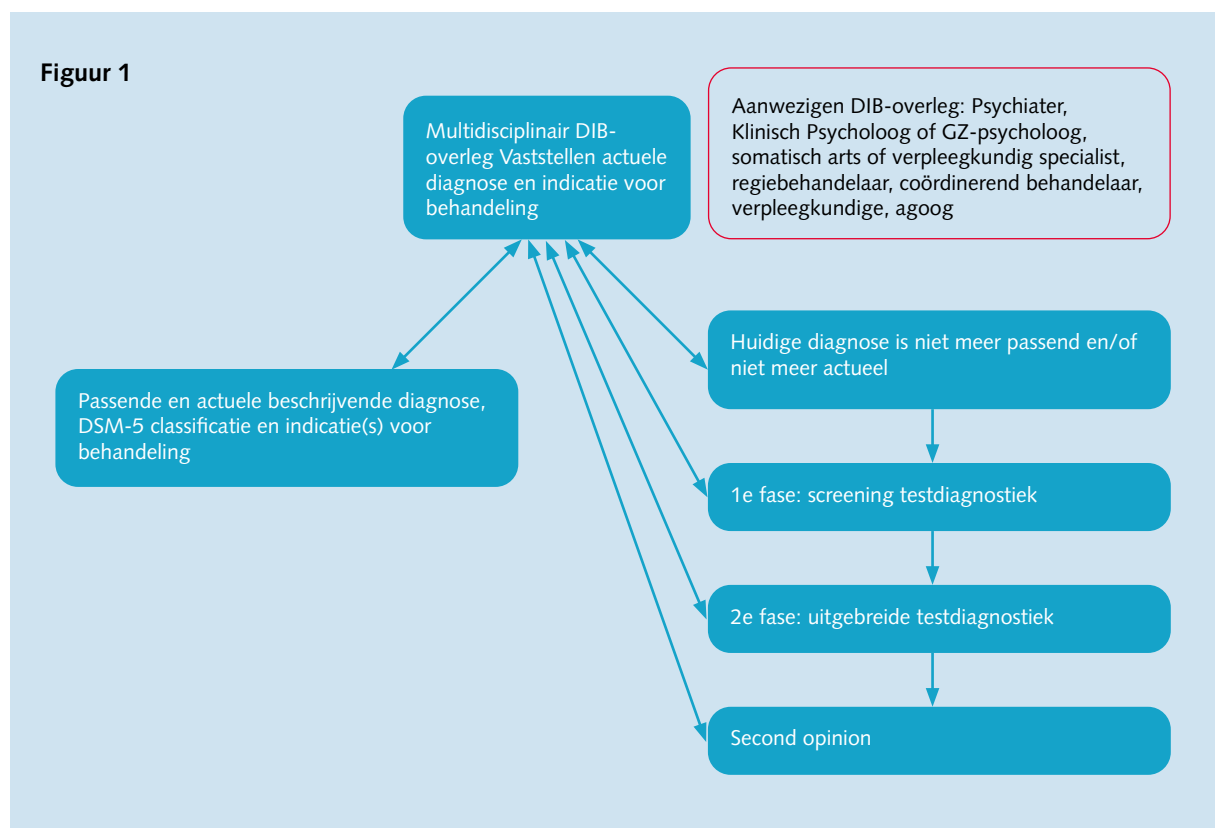 Figuur 1
Multidisciplinair DIB-
overleg Vaststellen actuele
diagnose en indicatie voor
behandeling
Aanwezigen DIB-overleg: Psychiater,
Klinisch Psycholoog of GZ-psycholoog,
somatisch arts of verpleegkundig specialist,
regiebehandelaar, coördinerend behandelaar,
verpleegkundige, agoog
Huidige diagnose is niet meer passend en/of
niet meer actueel
Passende en actuele beschrijvende diagnose,
DSM-5 classificatie en indicatie(s) voor
behandeling
1e fase: screening testdiagnostiek
2e fase: uitgebreide testdiagnostiek
Second opinion